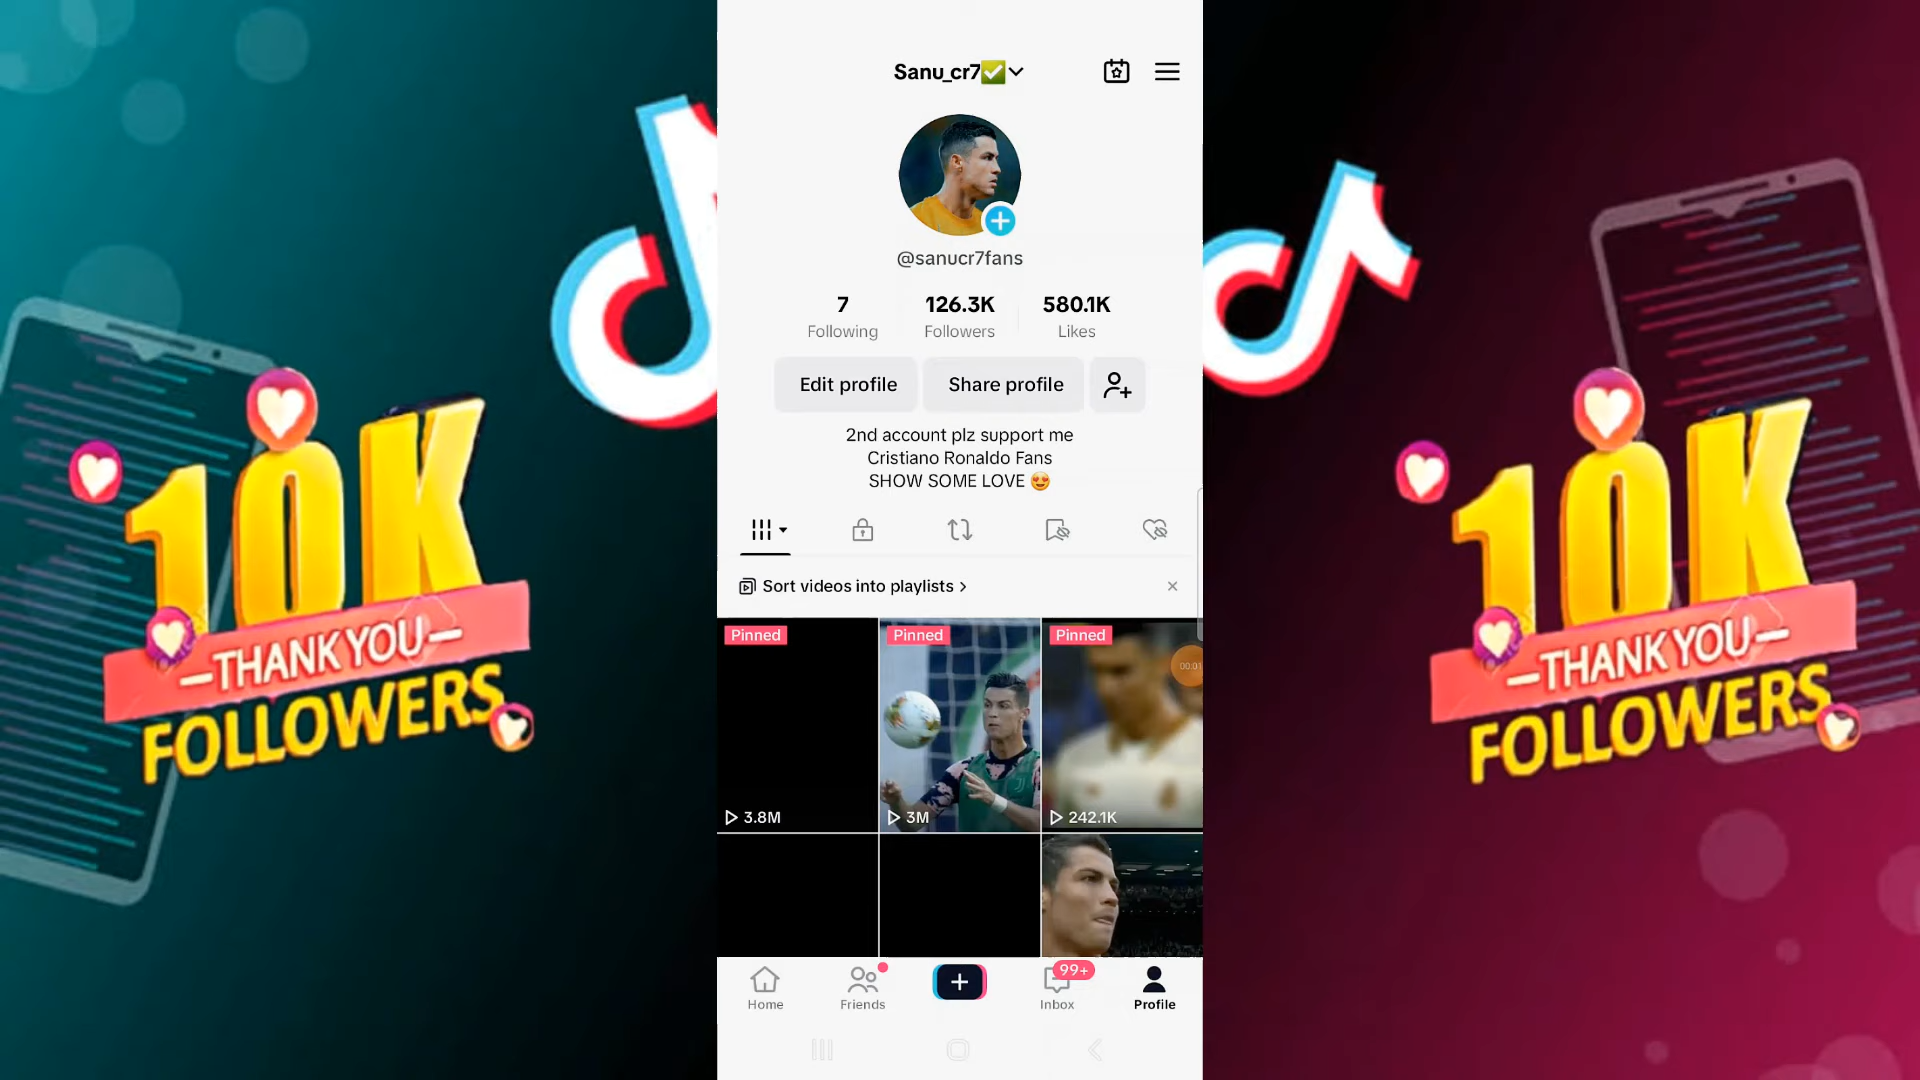 Sanu_cr7✅
@sanucr7fans
7 126.3K 580.1K
Following Followers Likes
Edit profile Share profile
2nd account plz support me
Cristiano Ronaldo Fans
SHOW SOME LOVE 😍
Sort videos into playlists >
Pinned Pinned Pinned
00:01
3.8M 3M 242.1K
99+
Home Friends Inbox Profile
10K
THANK YOU
FOLLOWERS
10K
THANK YOU
FOLLOWERS